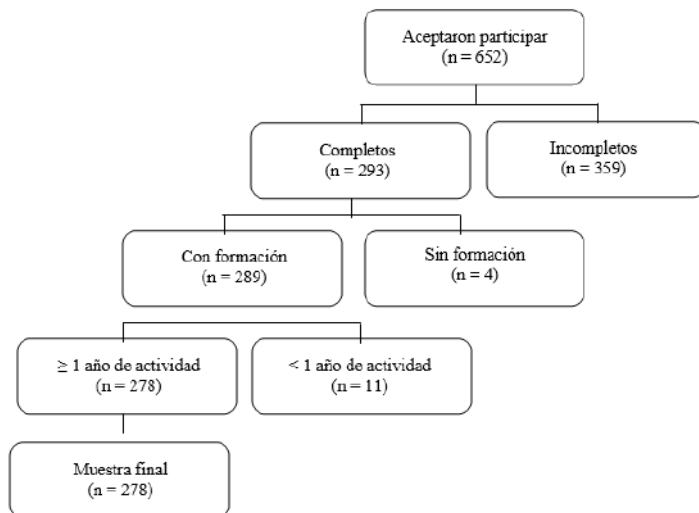 Aceptaron participar
(n = 652)
Completos
(n = 293)
Incompletos
(n = 359)
Con formación
(n = 289)
Sin formación
(n = 4)
≥ 1 año de actividad
(n = 278)
< 1 año de actividad
(n = 11)
Muestra final
(n = 278)